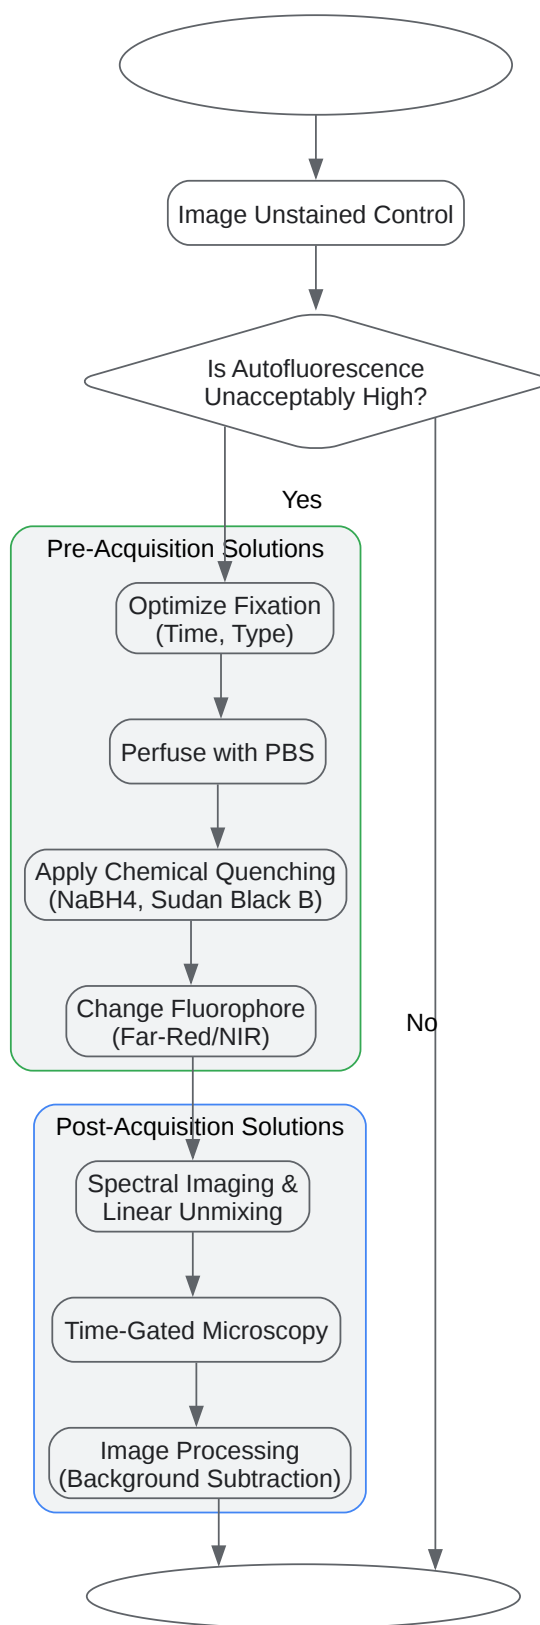 Image Unstained Control
Is Autofluorescence
Unacceptably High?
Yes
Pre-Acquisition Solutions
Optimize Fixation
(Time, Type)
Perfuse with PBS
Apply Chemical Quenching
(NaBH4, Sudan Black B)
Change Fluorophore
(Far-Red/NIR)
No
Post-Acquisition Solutions
Spectral Imaging &
Linear Unmixing
Time-Gated Microscopy
Image Processing
(Background Subtraction)